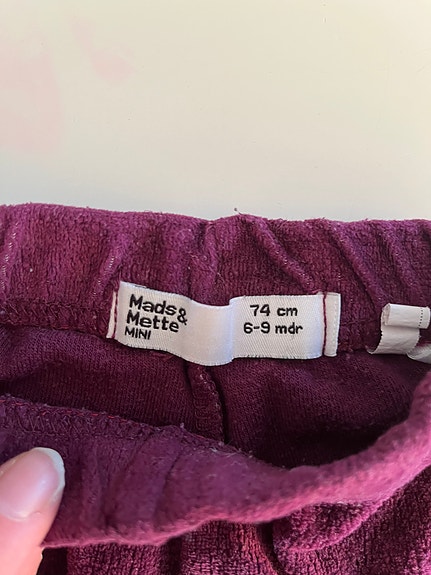 Mads &
Mette
MINI
74 cm
6-9 mdr